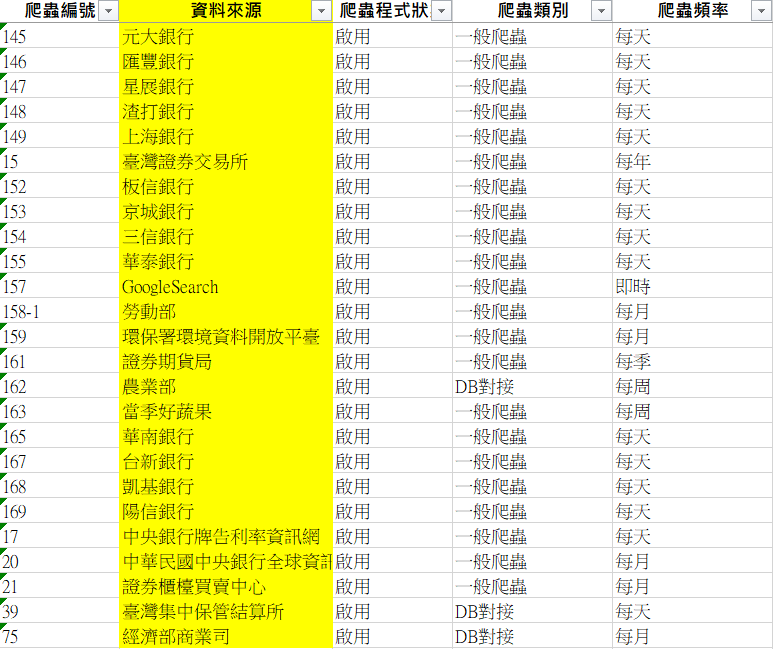 爬蟲編號 資料來源 爬蟲程式狀 爬蟲類別 爬蟲頻率
145 元大銀行 啟用 一般爬蟲 每天
146 匯豐銀行 啟用 一般爬蟲 每天
147 星展銀行 啟用 一般爬蟲 每天
148 渣打銀行 啟用 一般爬蟲 每天
149 上海銀行 啟用 一般爬蟲 每天
15 臺灣證券交易所 啟用 一般爬蟲 每年
152 板信銀行 啟用 一般爬蟲 每天
153 京城銀行 啟用 一般爬蟲 每天
154 三信銀行 啟用 一般爬蟲 每天
155 華泰銀行 啟用 一般爬蟲 每天
157 GoogleSearch 啟用 一般爬蟲 即時
158-1 勞動部 啟用 一般爬蟲 每月
159 環保署環境資料開放平臺 啟用 一般爬蟲 每月
161 證券期貨局 啟用 一般爬蟲 每季
162 農業部 啟用 DB對接 每周
163 當季好蔬果 啟用 一般爬蟲 每周
165 華南銀行 啟用 一般爬蟲 每天
167 台新銀行 啟用 一般爬蟲 每天
168 凱基銀行 啟用 一般爬蟲 每天
169 陽信銀行 啟用 一般爬蟲 每天
17 中央銀行牌告利率資訊網 啟用 一般爬蟲 每天
20 中華民國中央銀行全球資訊 啟用 一般爬蟲 每月
21 證券櫃檯買賣中心 啟用 一般爬蟲 每月
39 臺灣集中保管結算所 啟用 DB對接 每天
75 經濟部商業司 啟用 DB對接 每月